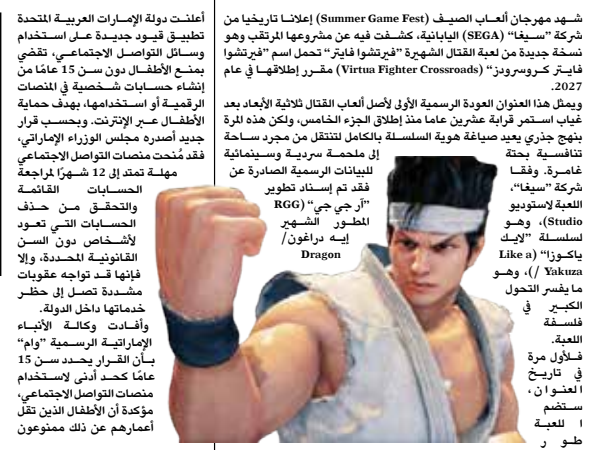 شهد مهرجان ألعاب الصيف (Summer Game Fest) إعلانا تاريخيا من
شركة ”سيغا“ (SEGA) اليابانية، كشفت فيه عن مشروعها المرتقب وهو
نسخة جديدة من لعبة القتال الشهيرة ”فيرتشوا فايتر“ تحمل اسم ”فيرتشوا
فايتر كروسرودز“ (Virtua Fighter Crossroads) مقرر إطلاقها في عام
2027.
ويمثل هذا العنوان العودة الرسمية الأولى لأصل ألعاب القتال ثلاثية الأبعاد بعد
غياب استمر قرابة عشرين عاما منذ إطلاق الجزء الخامس، ولكن هذه المرة
بنهج جذري يعيد صياغة هوية السلسلة بالكامل لتنتقل من مجرد ساحة
تنافسية بحتة إلى ملحمة سردية وسينمائية
غامرة. وفقا للبيانات الرسمية الصادرة عن
شركة ”سيغا“، فقد تم إسناد تطوير
اللعبة لاستوديو ”آر جي جي“ (RGG
Studio)، وهو المطور الشهير
لسلسلة ”لايك إيه دراغون/
ياكوزا“ (Like a Dragon
/ Yakuza)، وهو
ما يفسر التحول
الكبير في
فلسفة
اللعبة.
فلأول مرة
في تاريخ
العنوان،
ستضم
اللعبة
طور
أعلنت دولة الإمارات العربية المتحدة
تطبيق قيود جديدة على استخدام
وسائل التواصل الاجتماعي، تقضي
بمنع الأطفال دون سن 15 عامًا من
إنشاء حسابات شخصية في المنصات
الرقمية أو استخدامها، بهدف حماية
الأطفال عبر الإنترنت. وبحسب قرار
جديد أصدره مجلس الوزراء الإماراتي،
فقد مُنحت منصات التواصل الاجتماعي
مهلة تمتد إلى 12 شهرًا لمراجعة
الحسابات القائمة
والتحقق من حذف
الحسابات التي تعود
لأشخاص دون السن
القانونية المحددة، وإلا
فإنها قد تواجه عقوبات
مشددة تصل إلى حظر
خدماتها داخل الدولة.
وأفادت وكالة الأنباء
الإماراتية الرسمية ”وام“
بأن القرار يحدد سن 15
عامًا كحد أدنى لاستخدام
منصات التواصل الاجتماعي،
مؤكدة أن الأطفال الذين تقل
أعمارهم عن ذلك ممنوعون